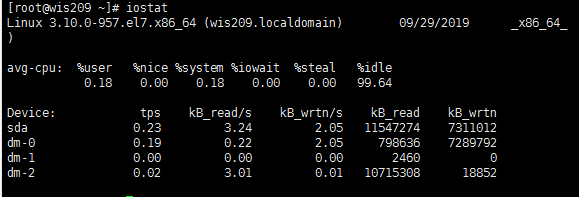 [root@wis209 ~]# iostat
Linux 3.10.0-957.el7.x86_64 (wis209.localdomain) 09/29/2019 _x86_64_
)
avg-cpu: %user %nice %system %iowait %steal %idle
0.18 0.00 0.18 0.00 0.00 99.64
Device: tps kB_read/s kB_wrtn/s kB_read kB_wrtn
sda 0.23 3.24 2.05 11547274 7311012
dm-0 0.19 0.22 2.05 798636 7289792
dm-1 0.00 0.00 0.00 2460 0
dm-2 0.02 3.01 0.01 10715308 18852